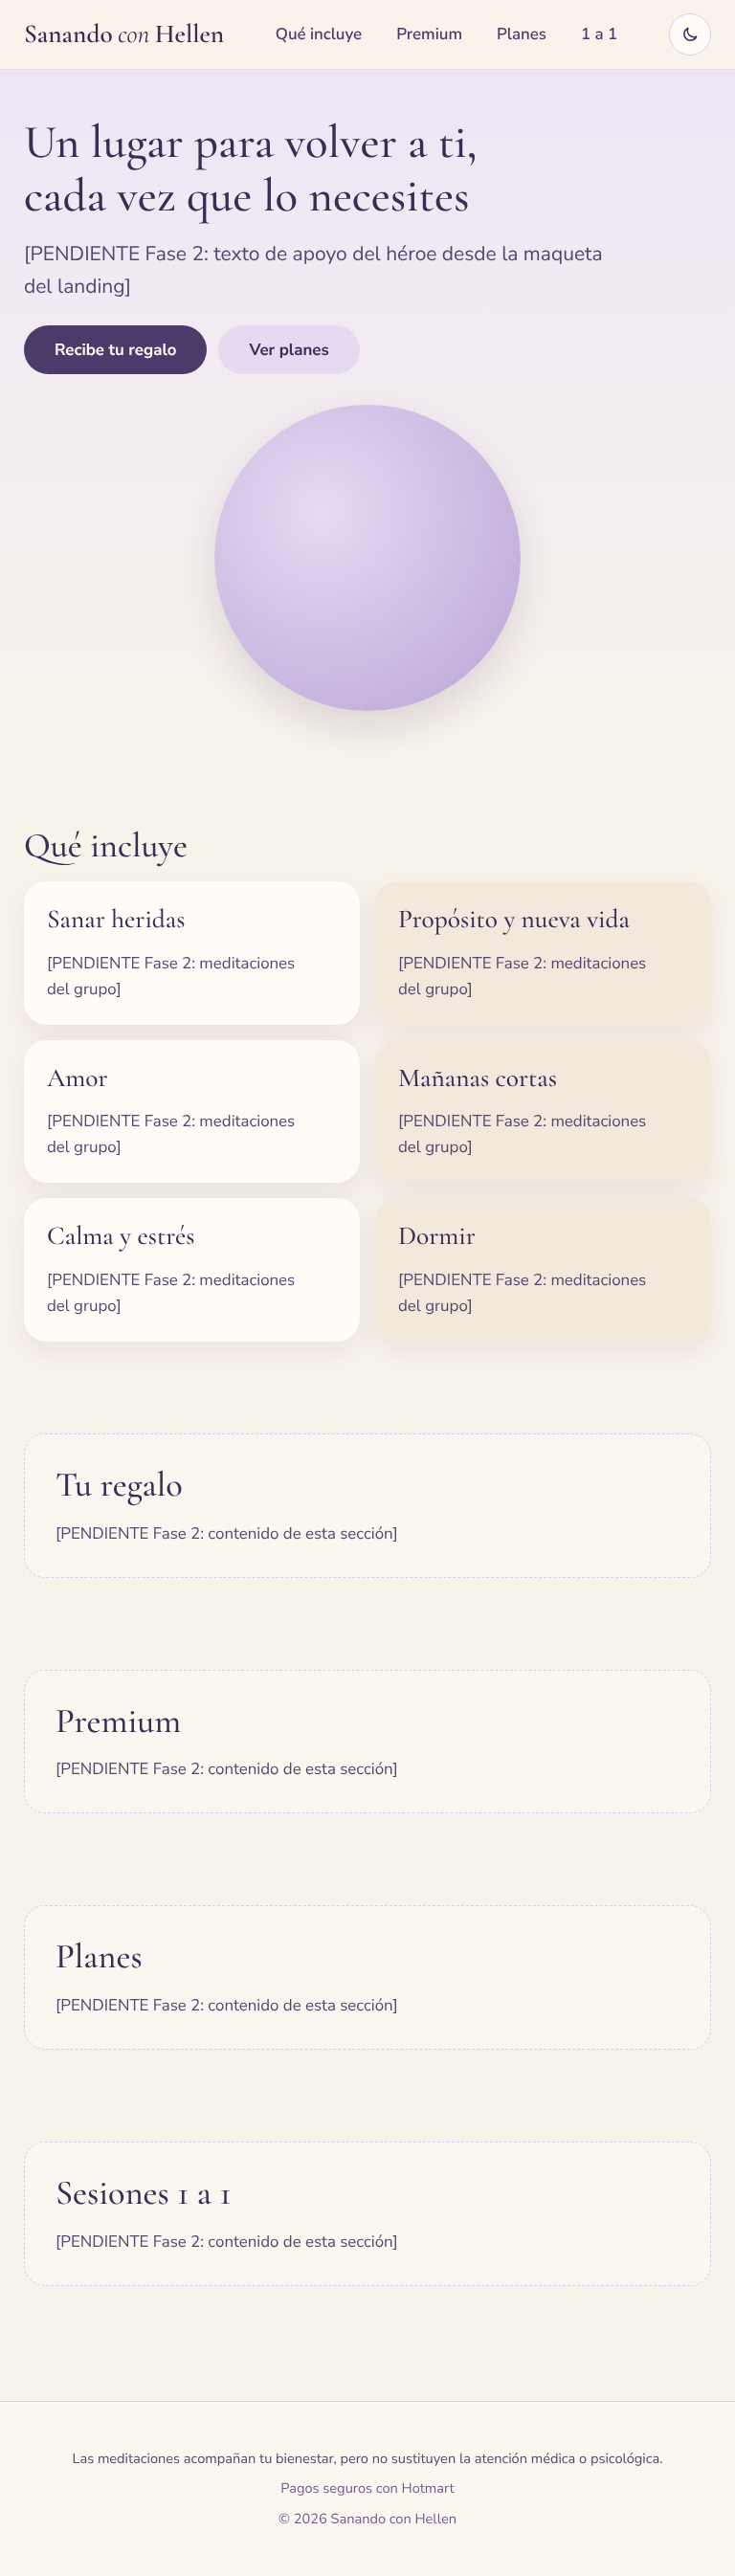 Sanando con Hellen
Qué incluye
Premium
Planes
1 a 1
Un lugar para volver a ti,
cada vez que lo necesites
[PENDIENTE Fase 2: texto de apoyo del héroe desde la maqueta
del landing]
Recibe tu regalo
Ver planes
Qué incluye
Sanar heridas
[PENDIENTE Fase 2: meditaciones
del grupo]
Propósito y nueva vida
[PENDIENTE Fase 2: meditaciones
del grupo]
Amor
[PENDIENTE Fase 2: meditaciones
del grupo]
Mañanas cortas
[PENDIENTE Fase 2: meditaciones
del grupo]
Calma y estrés
[PENDIENTE Fase 2: meditaciones
del grupo]
Dormir
[PENDIENTE Fase 2: meditaciones
del grupo]
Tu regalo
[PENDIENTE Fase 2: contenido de esta sección]
Premium
[PENDIENTE Fase 2: contenido de esta sección]
Planes
[PENDIENTE Fase 2: contenido de esta sección]
Sesiones 1 a 1
[PENDIENTE Fase 2: contenido de esta sección]
Las meditaciones acompañan tu bienestar, pero no sustituyen la atención médica o psicológica.
Pagos seguros con Hotmart
© 2026 Sanando con Hellen